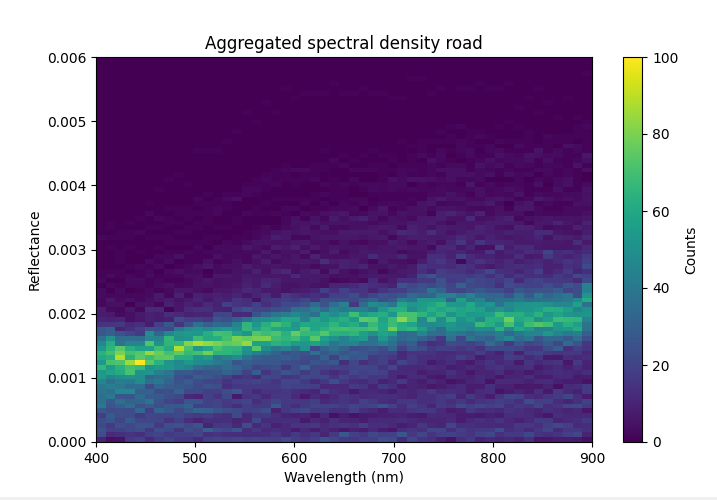 Aggregated spectral density road
0.006
0.005
0.004
0.003
0.002
0.001
0.000
Reflectance
400 500 600 700 800 900
Wavelength (nm)
100
80
60
40
20
0
Counts